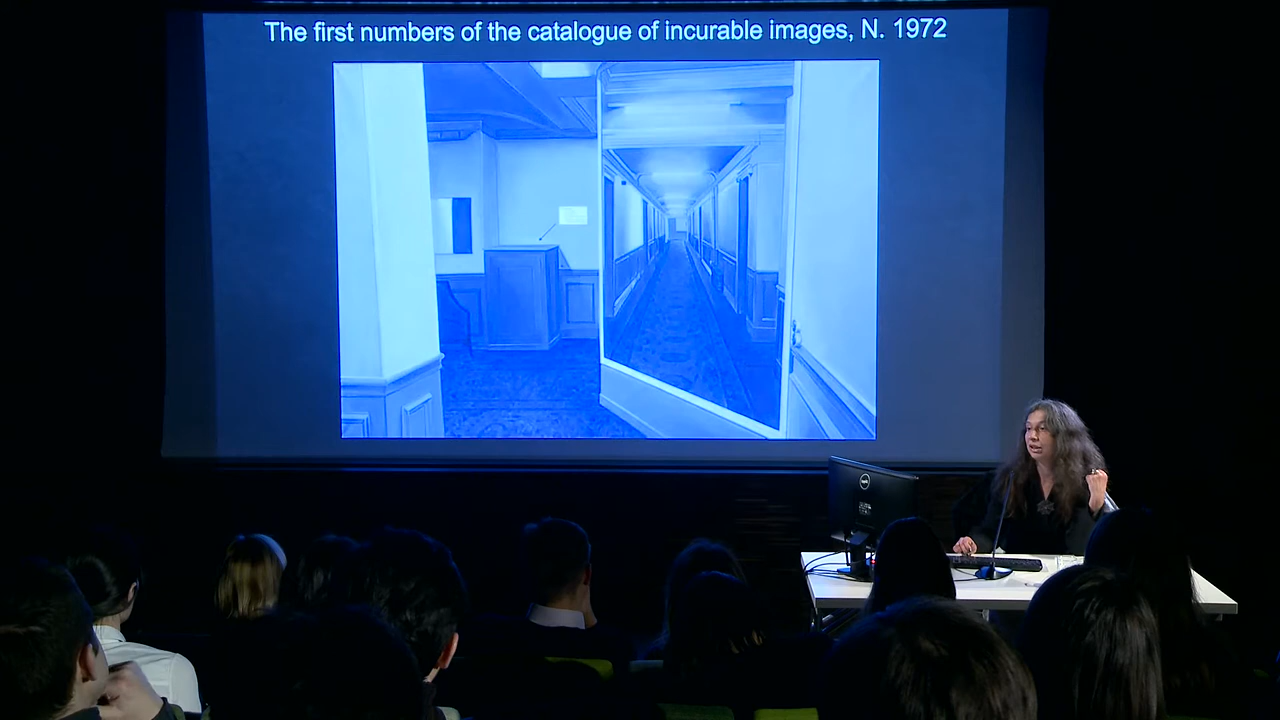 The first numbers of the catalogue of incurable images, N. 1972